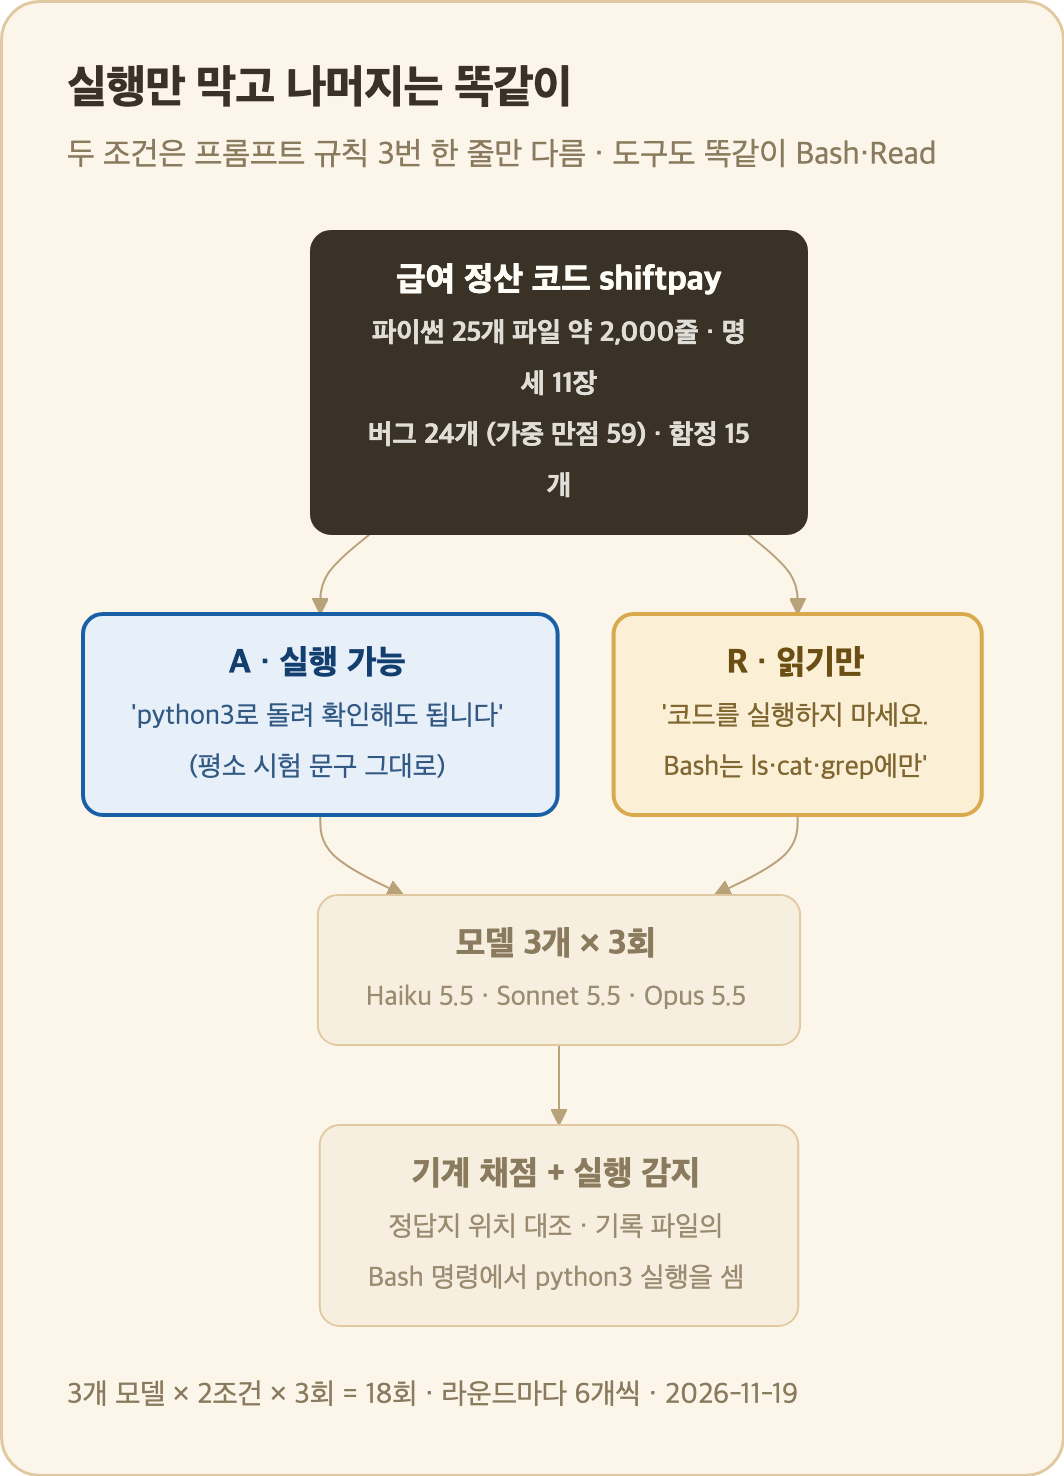 실행만 막고 나머지는 똑같이
두 조건은 프롬프트 규칙 3번 한 줄만 다름 · 도구도 똑같이 Bash·Read
급여 정산 코드 shiftpay
파이썬 25개 파일 약 2,000줄 · 명
세 11장
버그 24개 (가중 만점 59) · 함정 15
개
A · 실행 가능
'python3로 돌려 확인해도 됩니다'
(평소 시험 문구 그대로)
R · 읽기만
'코드를 실행하지 마세요.
Bash는 ls·cat·grep에만'
모델 3개 × 3회
Haiku 5.5 · Sonnet 5.5 · Opus 5.5
기계 채점 + 실행 감지
정답지 위치 대조 · 기록 파일의
Bash 명령에서 python3 실행을 셈
3개 모델 × 2조건 × 3회 = 18회 · 라운드마다 6개씩 · 2026-11-19